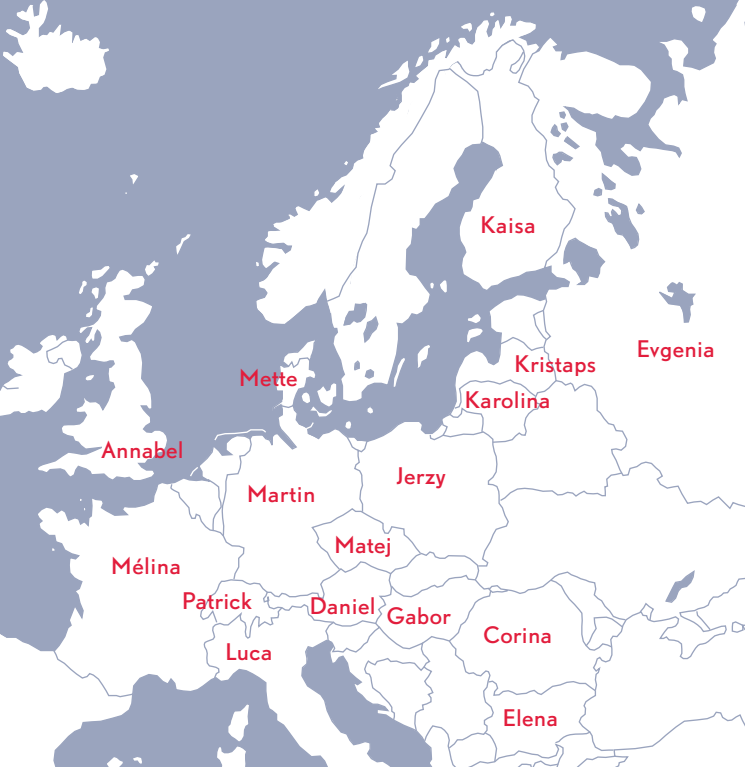 Kaisa
Evgenia
Kristaps
Mette
Karolina
Annabel
Jerzy
Martin
Matej
Mélina
Patrick
Daniel
Gabor
Corina
Luca
Elena